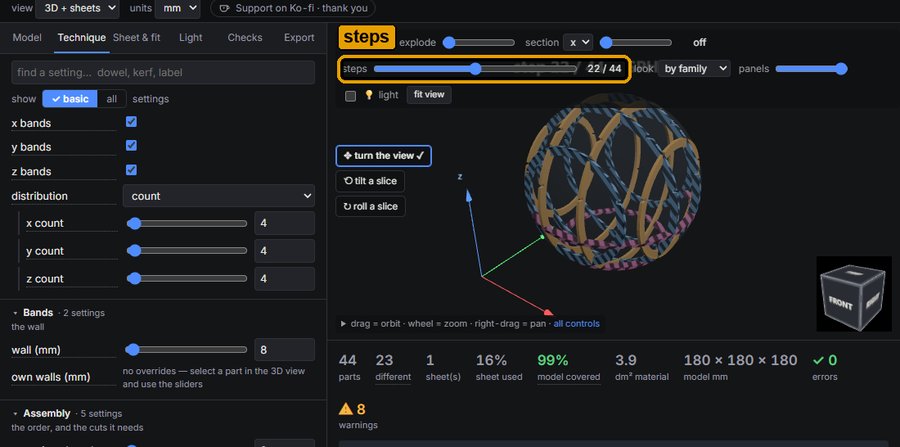 view 3D + sheets units mm Support on Ko-fi · thank you
Model Technique Sheet & fit Light Checks Export
find a setting... dowel, kerf, label
show ✓ basic all settings
x bands
y bands
z bands
distribution count
x count 4
y count 4
z count 4
Bands · 2 settings
the wall
wall (mm) 8
own walls (mm) no overrides — select a part in the 3D view
and use the sliders
Assembly · 5 settings
the order, and the cuts it needs
steps explode section x off
steps 22 / 44 look by family panels
light fit view
turn the view ✓
tilt a slice
roll a slice
z
FRONT
drag = orbit · wheel = zoom · right-drag = pan · all controls
44 23 1 16% 99% 3.9 180 × 180 × 180 ✓ 0
parts different sheet(s) sheet used model covered dm² material model mm errors
8
warnings